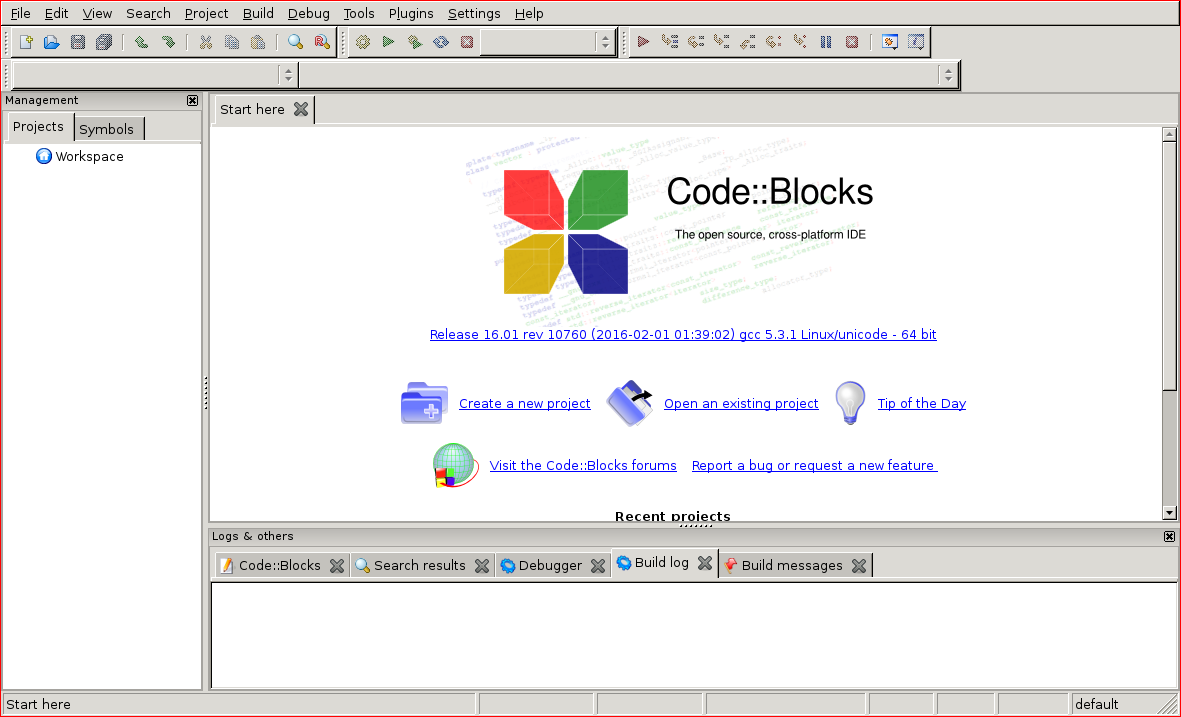 File Edit View Search Project Build Debug Tools Plugins Settings Help
Management
Projects Symbols
Workspace
Start here
Code::Blocks
The open source, cross-platform IDE
Release 16.01 rev 10760 (2016-02-01 01:39:02) gcc 5.3.1 Linux/unicode - 64 bit
Create a new project Open an existing project Tip of the Day
Visit the Code::Blocks forums Report a bug or request a new feature
Recent projects
Logs & others
Code::Blocks Search results Debugger Build log Build messages
Start here default